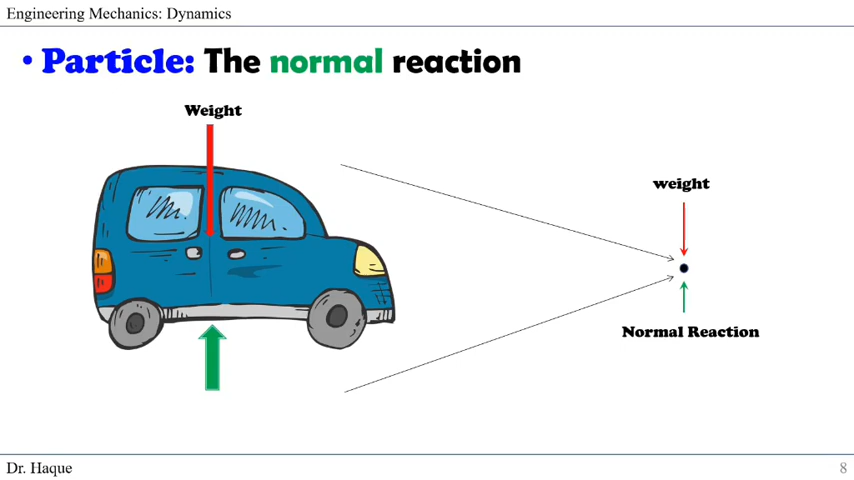 Engineering Mechanics: Dynamics
• Particle: The normal reaction
Weight
weight
Normal Reaction
Dr. Haque
8